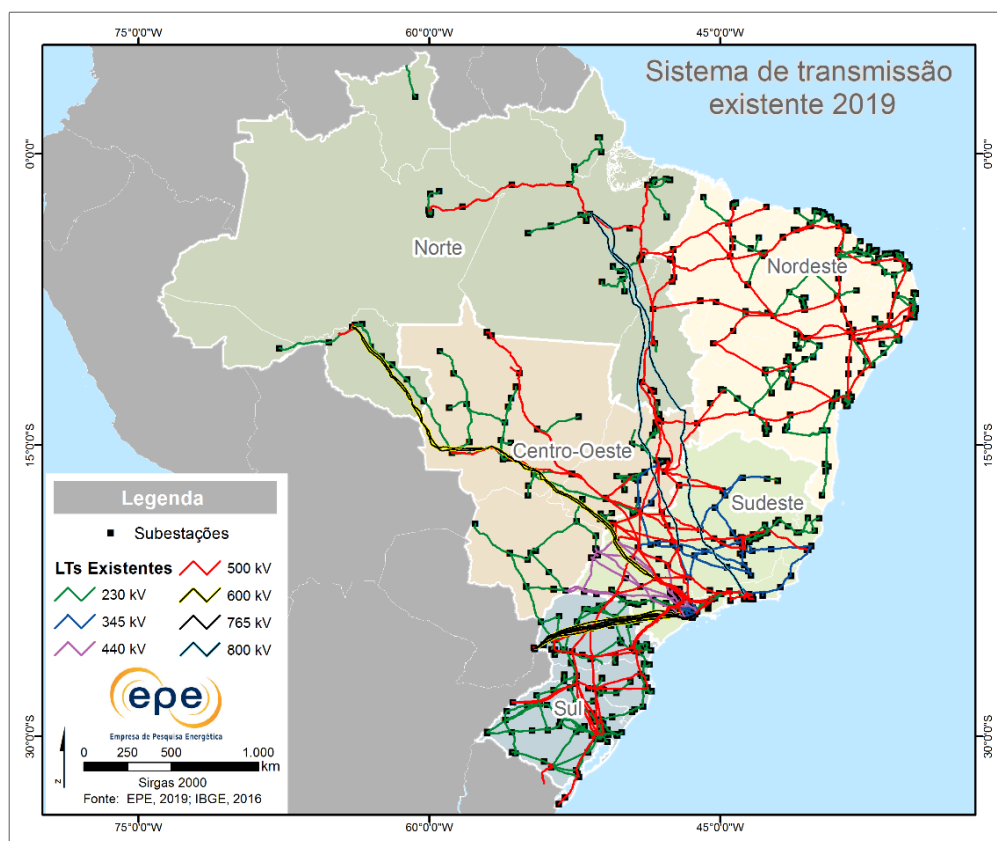 75°0'0"W
60°0'0"W
45°0'0"W
Sistema de transmissão
existente 2019
0°0'0"
0°0'0"
Norte
Nordeste
15°0'0"S
15°0'0"S
Centro-Oeste
Sudeste
Sul
30°0'0"S
30°0'0"S
Legenda
Subestações
LTs Existentes
230 kV
345 kV
440 kV
500 kV
600 kV
765 kV
800 kV
epe
Empresa de Pesquisa Energética
N
0 250 500 1.000
km
Sirgas 2000
Fonte: EPE, 2019; IBGE, 2016
75°0'0"W
60°0'0"W
45°0'0"W